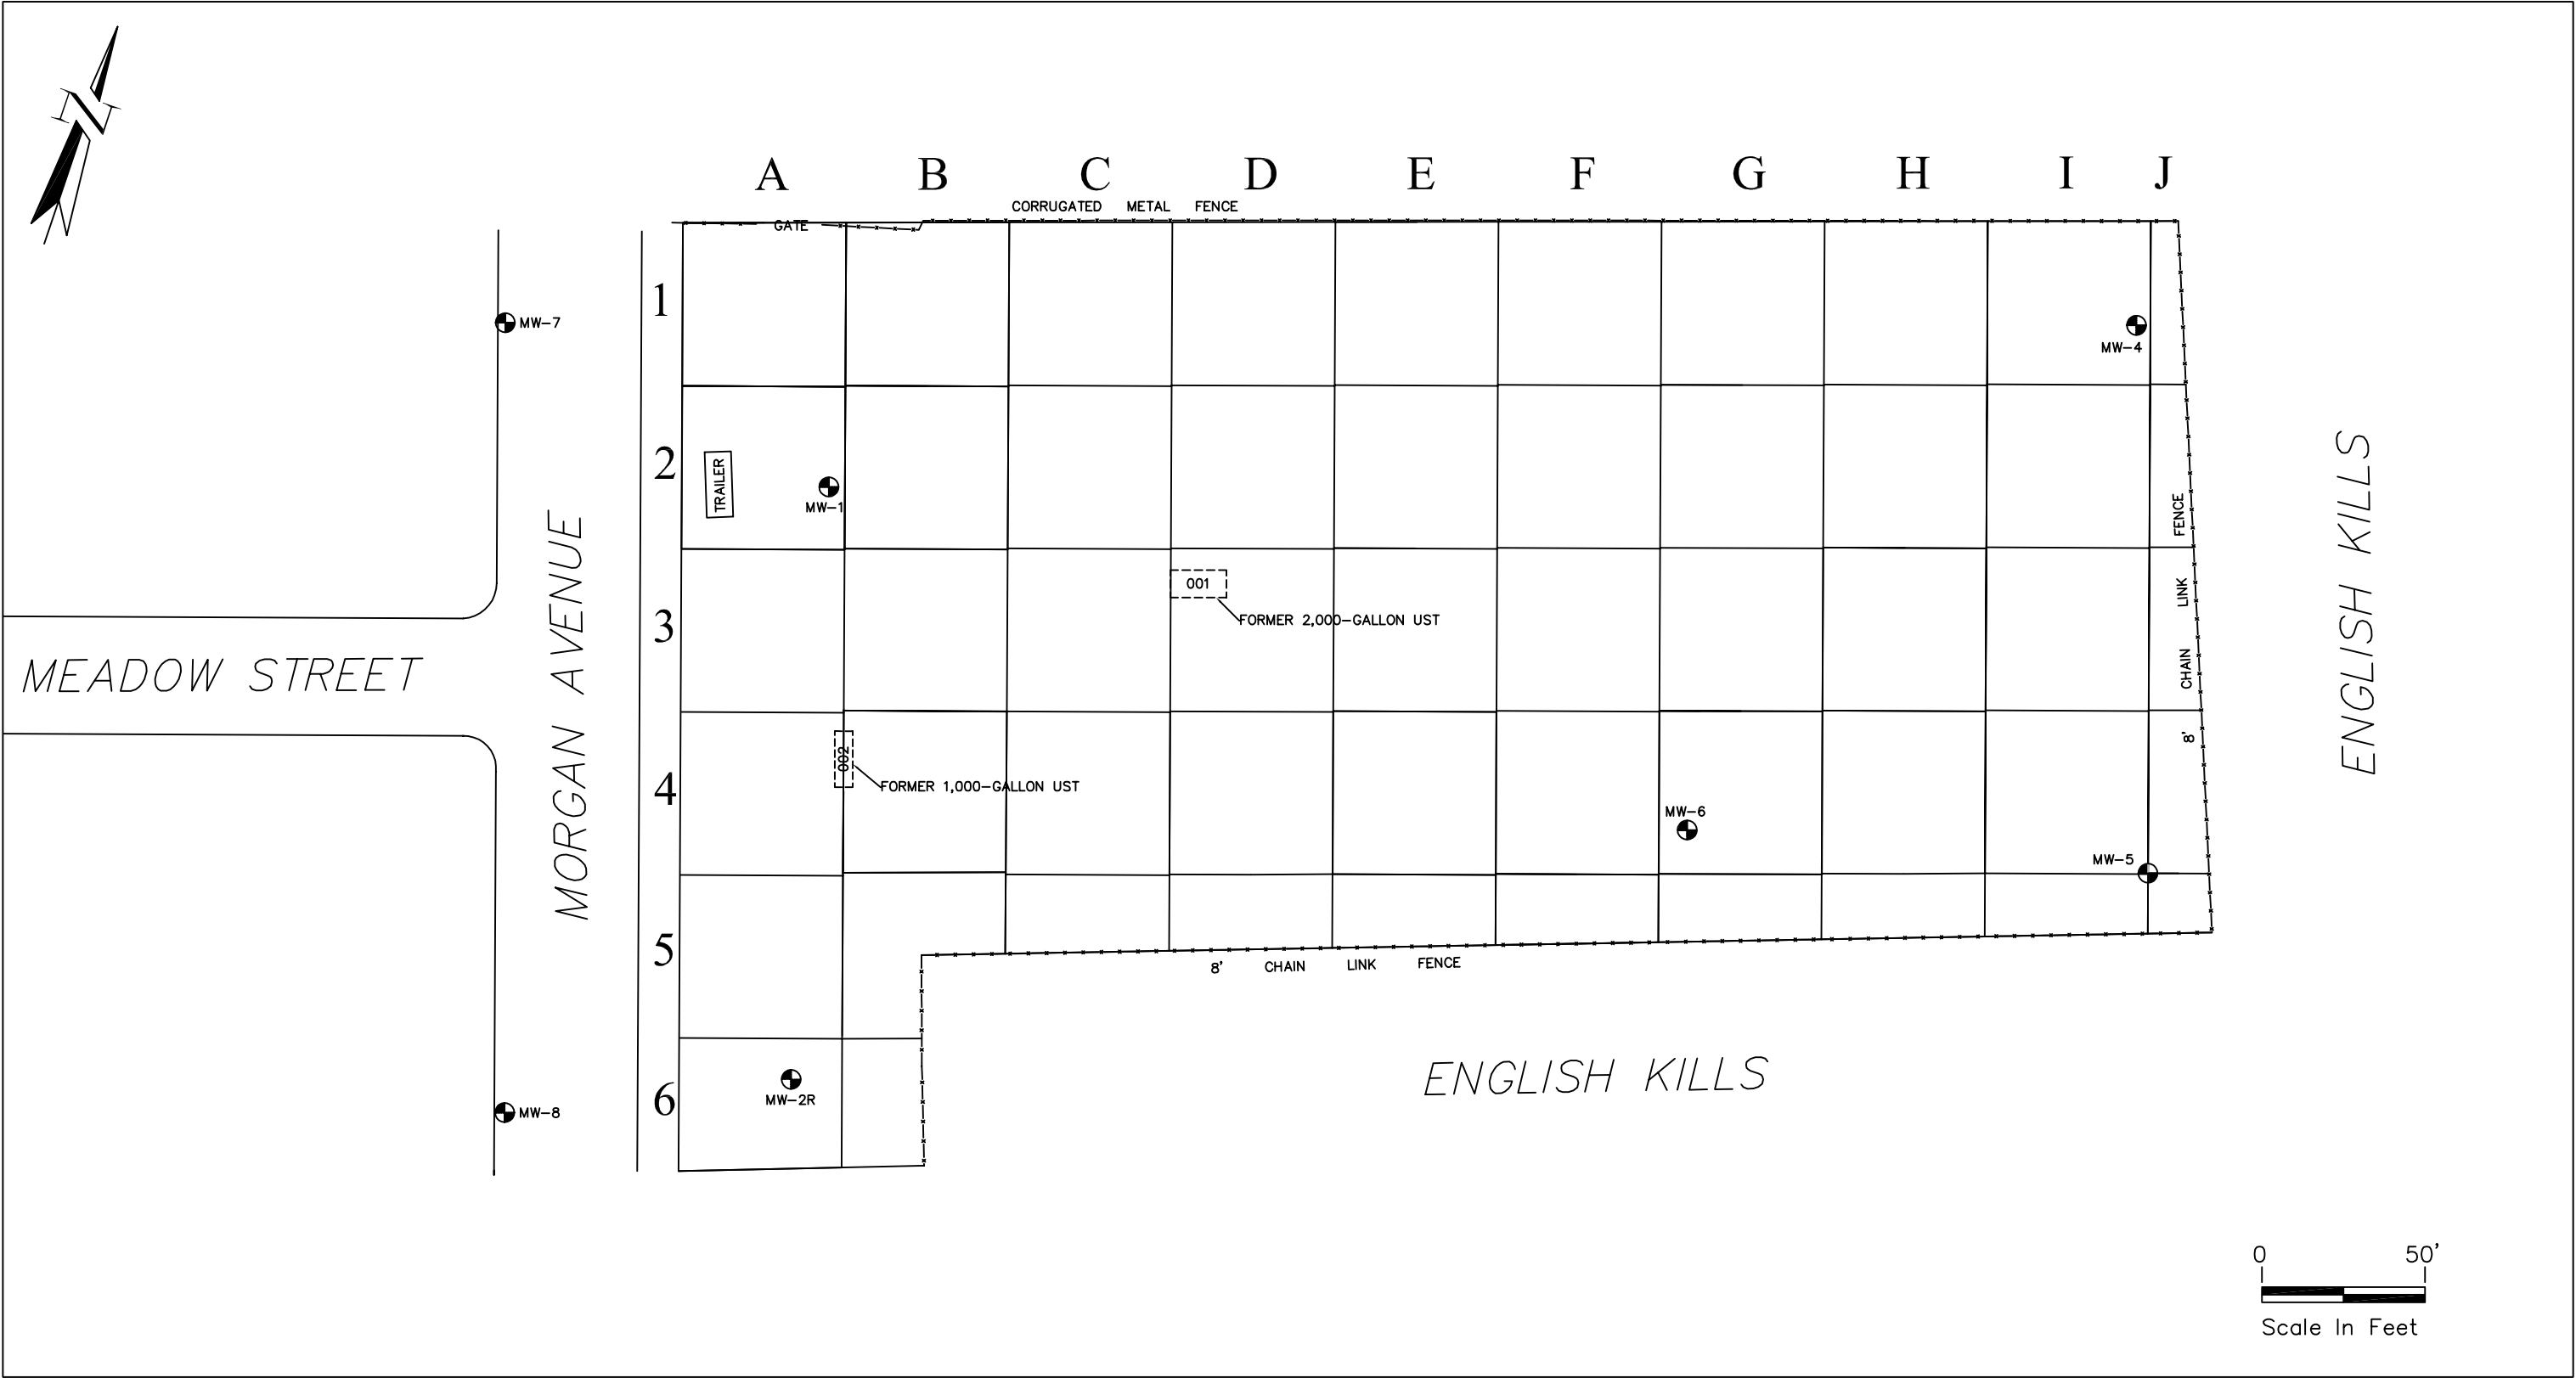 N
A B C D E F G H I J
CORRUGATED METAL FENCE
GATE
1
MW-7
MW-4
2
TRAILER
MW-1
FENCE
LINK
CHAIN
8'
ENGLISH KILLS
001
FORMER 2,000-GALLON UST
3
MEADOW STREET
MORGAN AVENUE
4
002
FORMER 1,000-GALLON UST
MW-6
MW-5
5
8' CHAIN LINK FENCE
ENGLISH KILLS
6
MW-2R
MW-8
0 50'
Scale In Feet